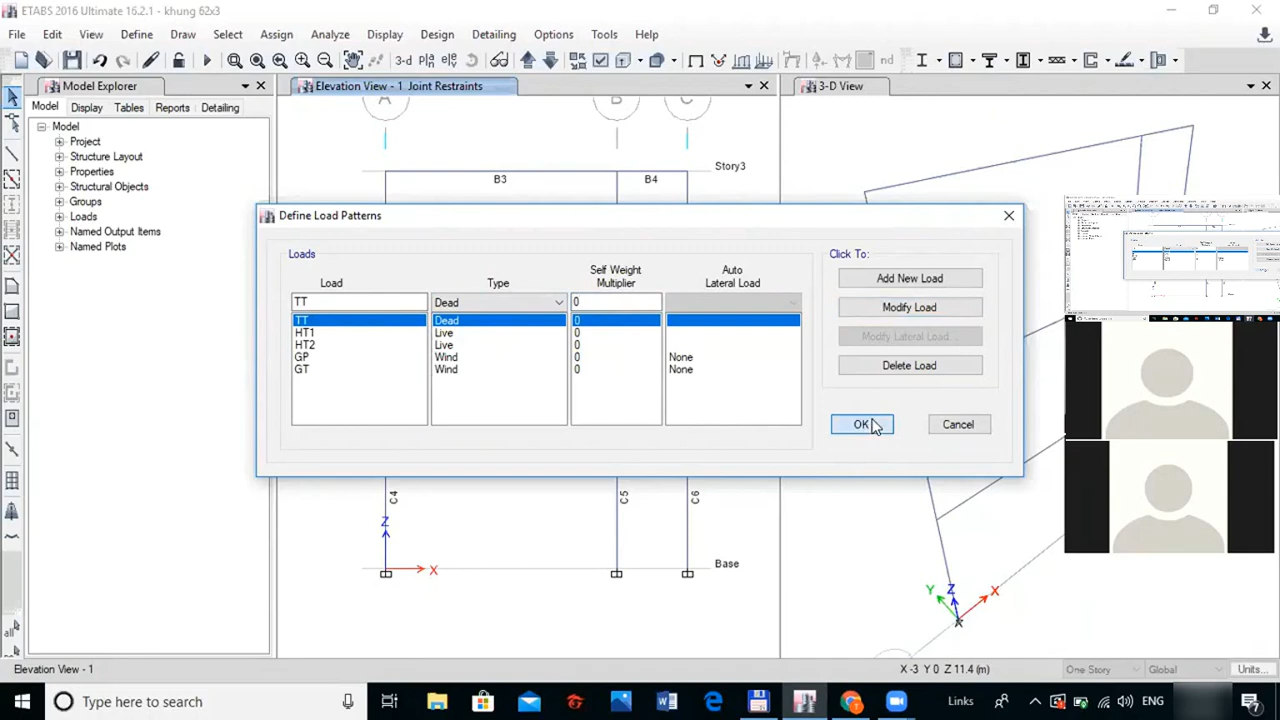 ETABS 2016 Ultimate 16.2.1 - khung 62x3
File Edit View Define Draw Select Assign Analyze Display Design Detailing Options Tools Help
3-d nd
Model Explorer
Elevation View - 1 Joint Restraints
3-D View
Model Display Tables Reports Detailing
Model
Project
Structure Layout
Properties
Structural Objects
Groups
Loads
Named Output Items
Named Plots
A B C
Story3
B3 B4
Define Load Patterns
Loads
Click To:
Load Type Self Weight Multiplier Auto Lateral Load
TT Dead 0
TT Dead 0
HT1 Live 0
HT2 Live 0
GP Wind 0 None
GT Wind 0 None
Add New Load
Modify Load
Modify Lateral Load...
Delete Load
OK Cancel
C4 C5 C6
Z
X
Base
Y Z X
all
Elevation View - 1
X -3 Y 0 Z 11.4 (m)
One Story
Global
Units...
Type here to search
Links
ENG
7